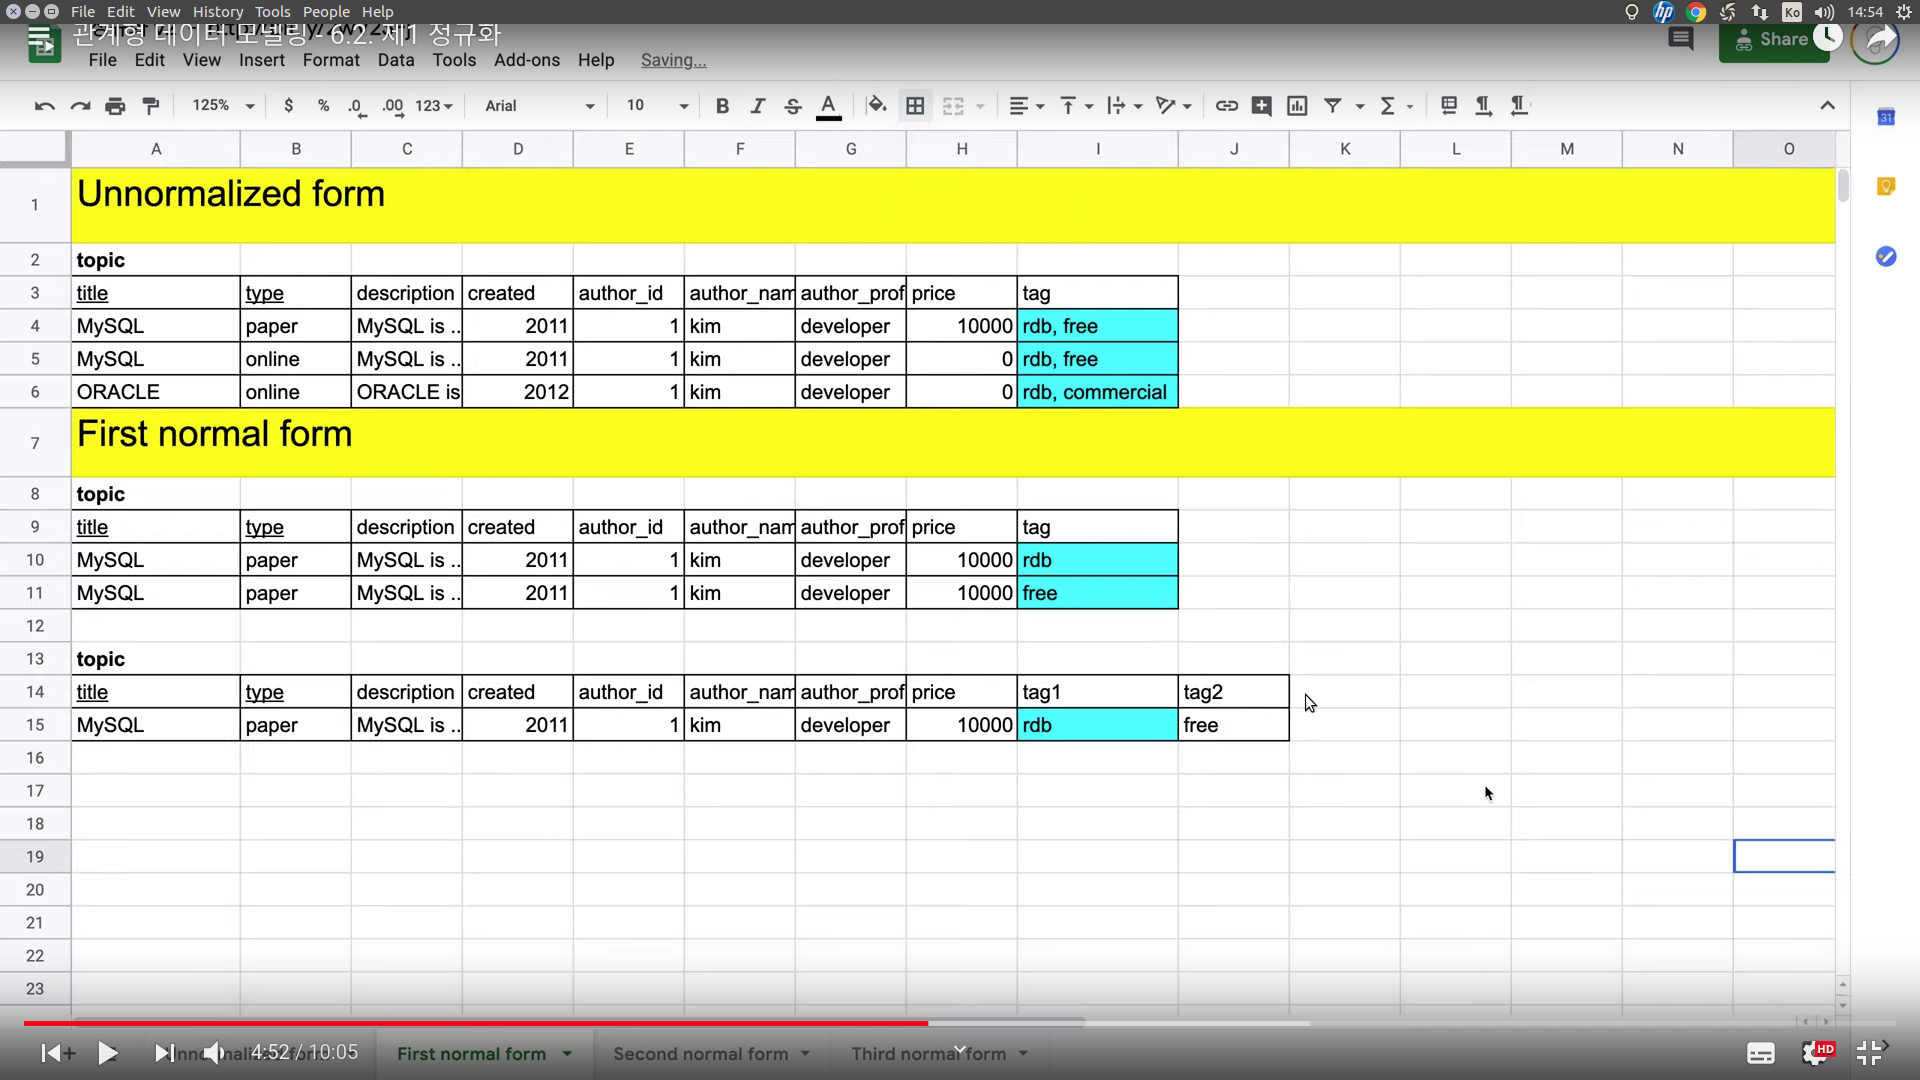 File Edit View History Tools People Help
Ko 14:54
관계형 데이터 모델링 - 6.2. 제1 정규화
File Edit View Insert Format Data Tools Add-ons Help Saving...
Share
125% $ % .0 .00 123 Arial 10 B I S A
31
A B C D E F G H I J K L M N O
1 Unnormalized form
2 topic
3 title type description created author_id author_nam author_prof price tag
4 MySQL paper MySQL is .. 2011 1 kim developer 10000 rdb, free
5 MySQL online MySQL is .. 2011 1 kim developer 0 rdb, free
6 ORACLE online ORACLE is 2012 1 kim developer 0 rdb, commercial
7 First normal form
8 topic
9 title type description created author_id author_nam author_prof price tag
10 MySQL paper MySQL is .. 2011 1 kim developer 10000 rdb
11 MySQL paper MySQL is .. 2011 1 kim developer 10000 free
12
13 topic
14 title type description created author_id author_nam author_prof price tag1 tag2
15 MySQL paper MySQL is .. 2011 1 kim developer 10000 rdb free
16
17
18
19
20
21
22
23
4:52 / 10:05 First normal form Second normal form Third normal form HD